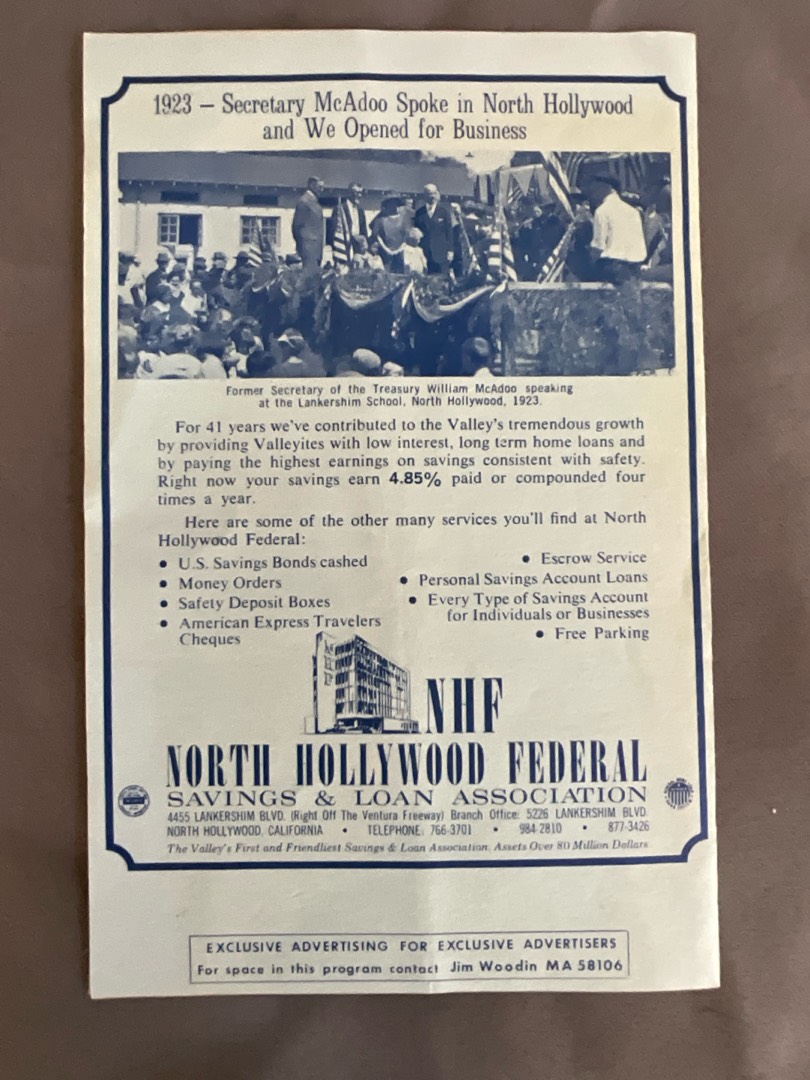 1923 – Secretary McAdoo Spoke in North Hollywood
and We Opened for Business
Former Secretary of the Treasury William McAdoo speaking
at the Lankershim School, North Hollywood, 1923.
For 41 years we've contributed to the Valley's tremendous growth
by providing Valleyites with low interest, long term home loans and
by paying the highest earnings on savings consistent with safety.
Right now your savings earn 4.85% paid or compounded four
times a year.
Here are some of the other many services you'll find at North
Hollywood Federal:
• U.S. Savings Bonds cashed
• Money Orders
• Safety Deposit Boxes
• American Express Travelers
Cheques
• Escrow Service
• Personal Savings Account Loans
• Every Type of Savings Account
for Individuals or Businesses
• Free Parking
NHF
NHF
NORTH HOLLYWOOD FEDERAL
SAVINGS & LOAN ASSOCIATION
4455 LANKERSHIM BLVD. (Right Off The Ventura Freeway) Branch Office: 5226 LANKERSHIM BLVD.
NORTH HOLLYWOOD, CALIFORNIA • TELEPHONE: 766-3701 • 984-2810 • 877-3426
The Valley's First and Friendliest Savings & Loan Association. Assets Over 80 Million Dollars
EXCLUSIVE ADVERTISING FOR EXCLUSIVE ADVERTISERS
For space in this program contact Jim Woodin MA 58106